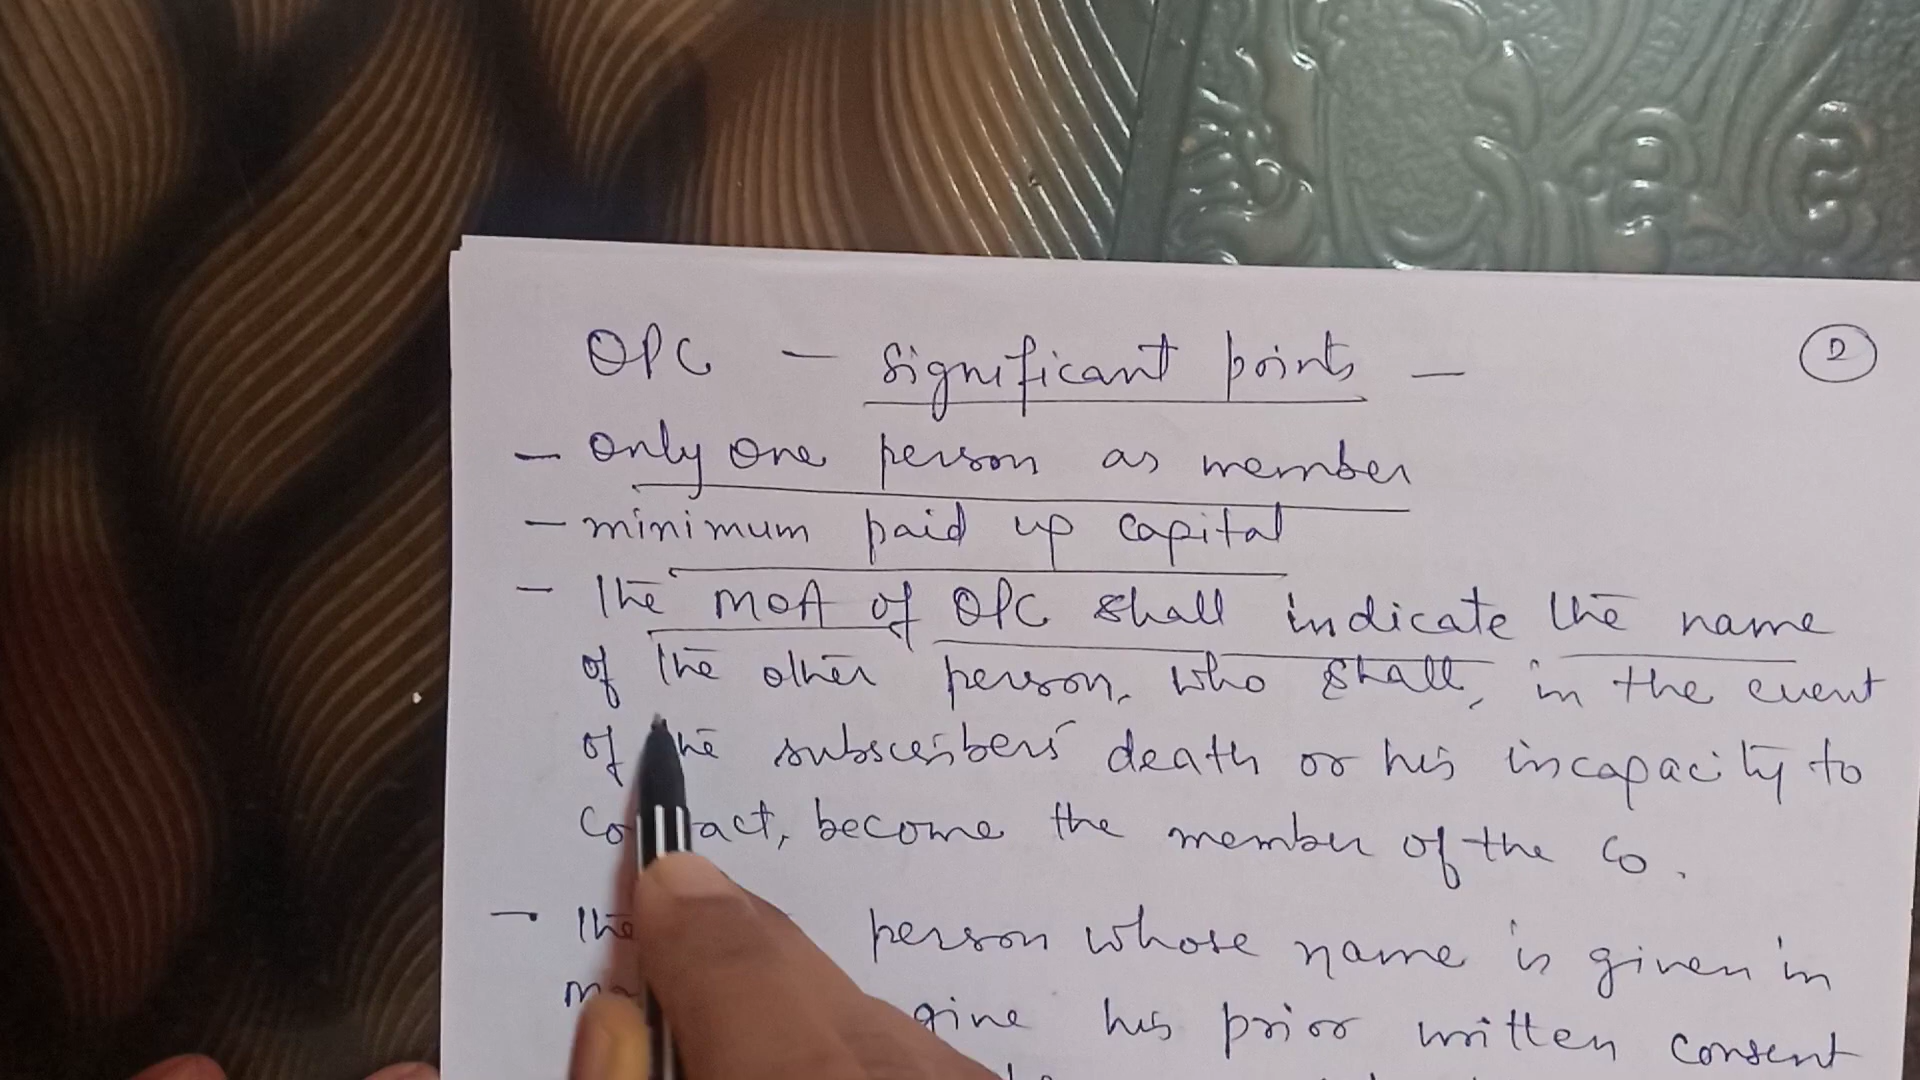 OPC - Significant points -
2
- Only one person as member
- minimum paid up capital
- The MOA of OPC shall indicate the name
of the other person, who shall, in the event
of the subscribers' death or his incapacity to
contract, become the member of the Co.
- The person whose name is given in
give his prior written consent